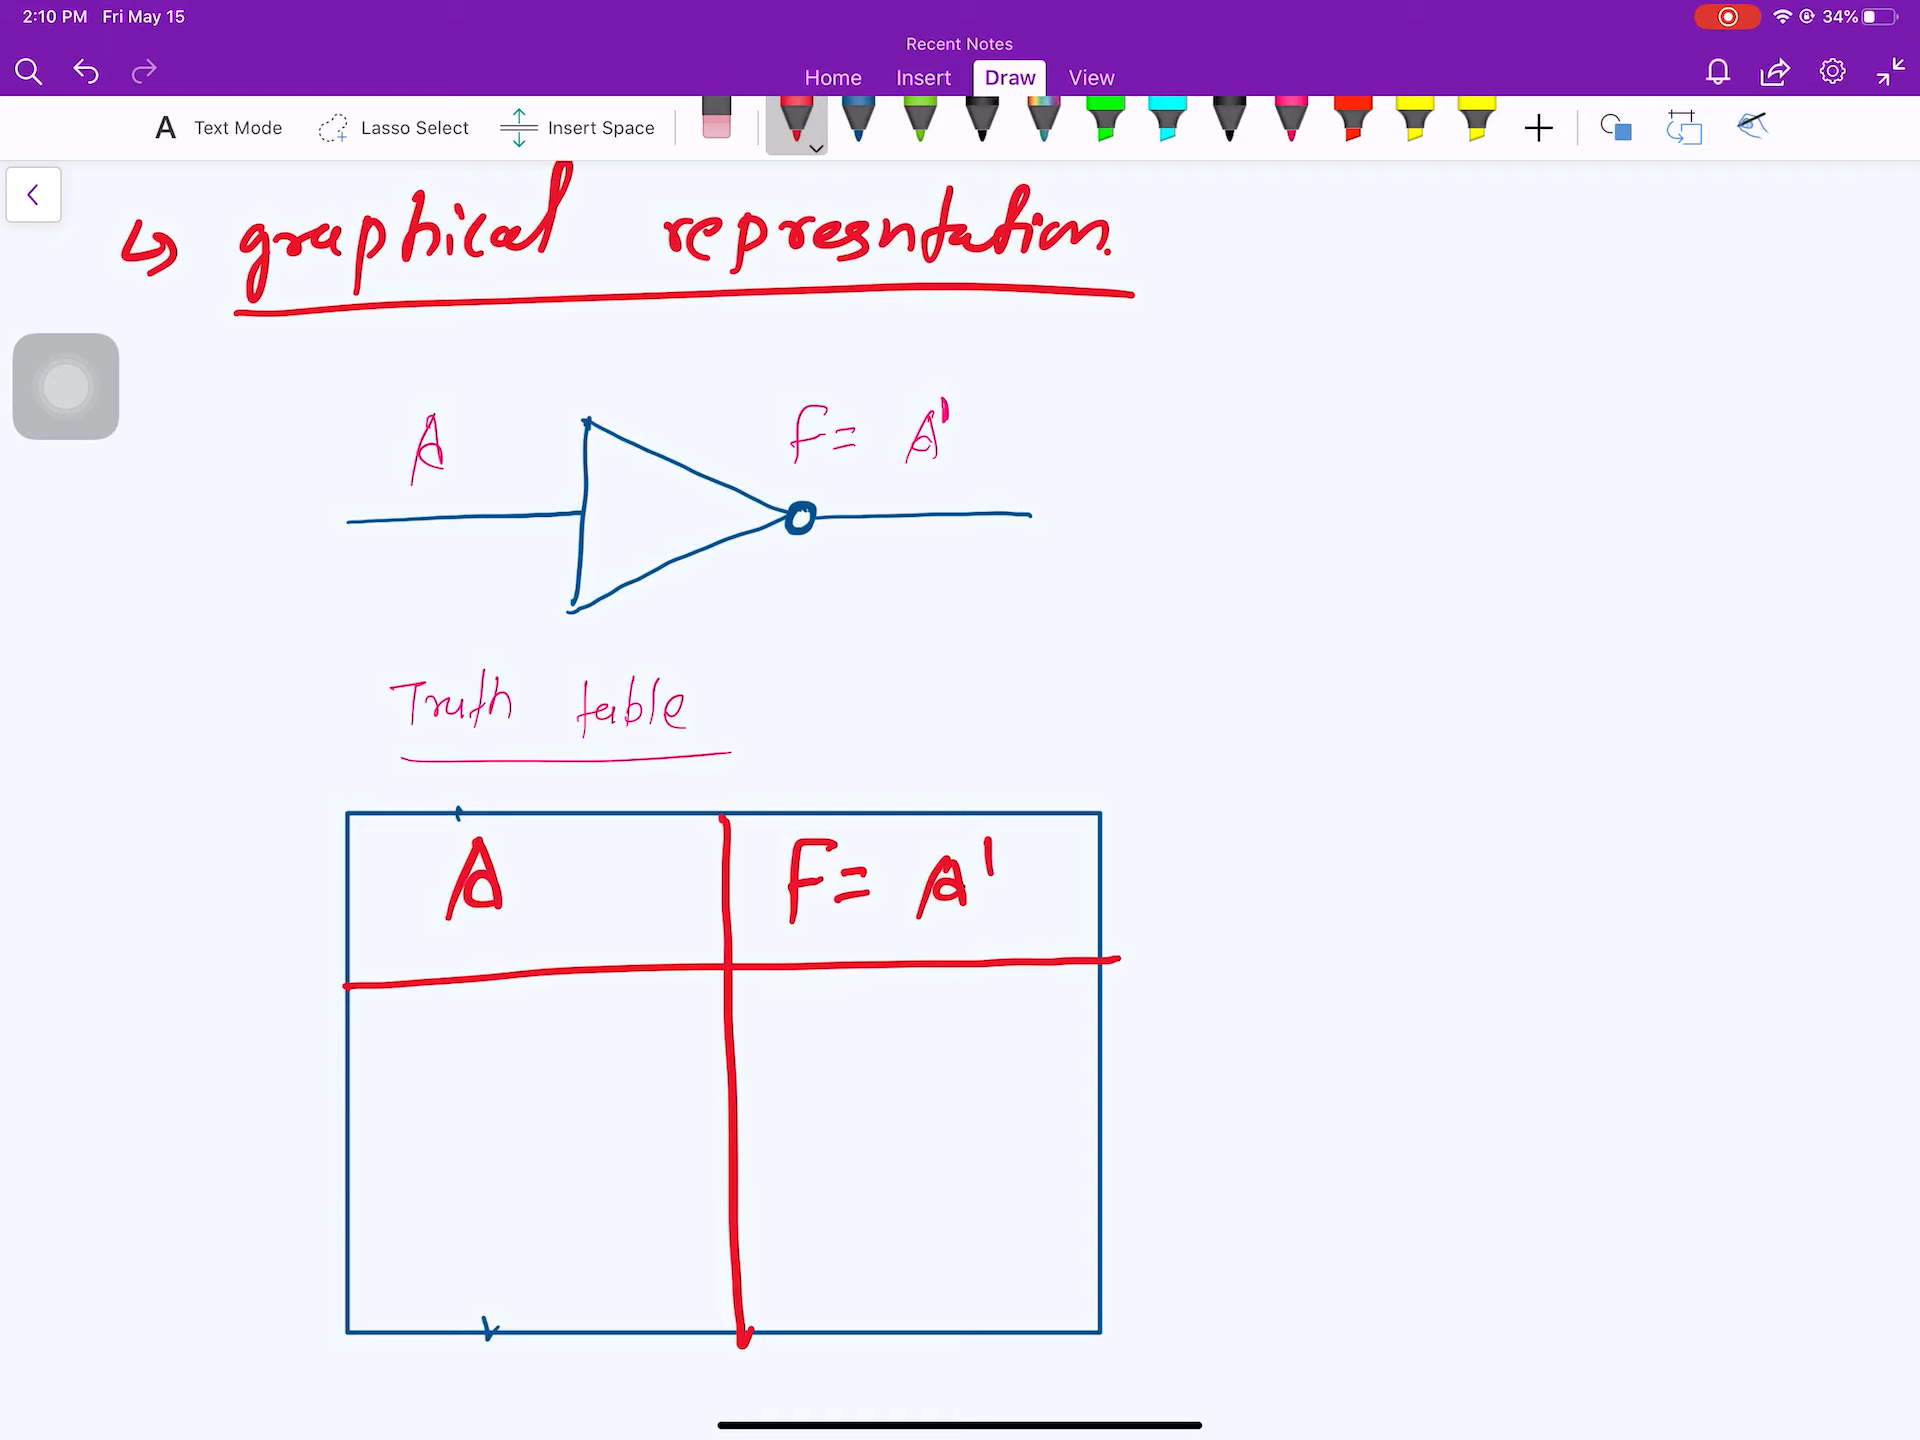 2:10 PM Fri May 15
34%
Recent Notes
Home Insert Draw View
A Text Mode Lasso Select Insert Space
↳ graphical represntation.
A F = A'
Truth table
A F = A'